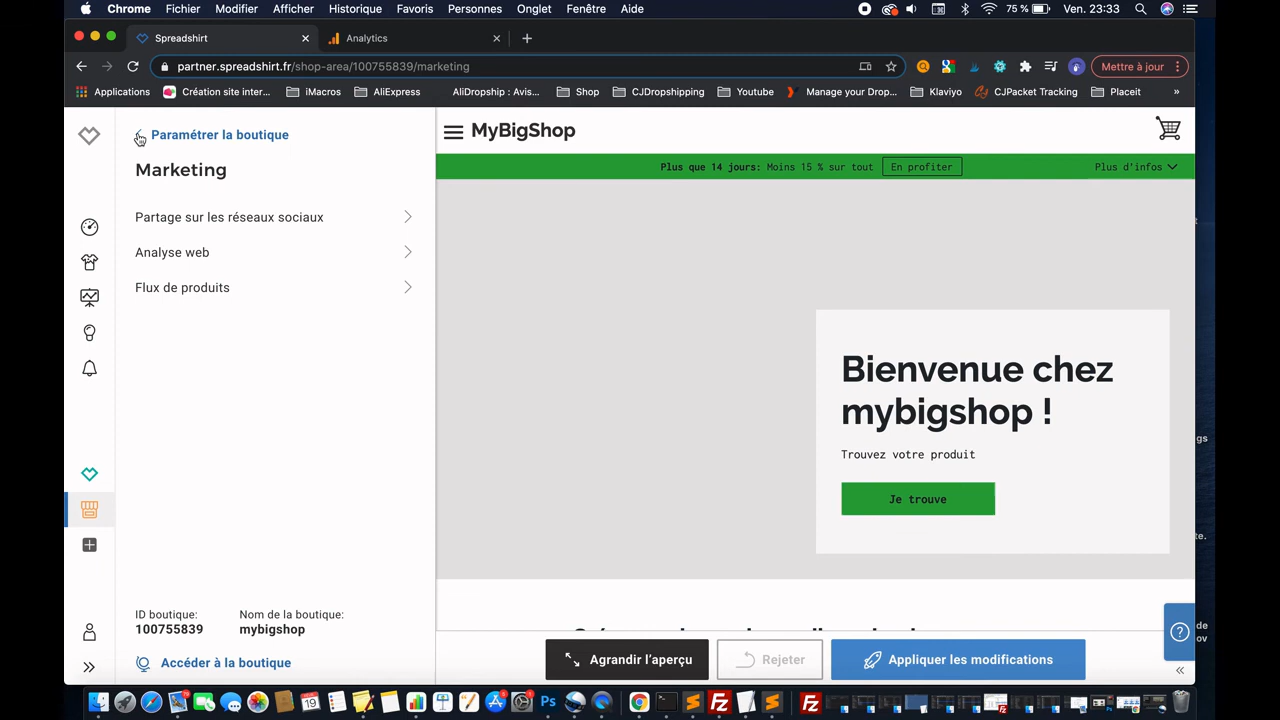 Chrome Fichier Modifier Afficher Historique Favoris Personnes Onglet Fenêtre Aide 75 % Ven. 23:33
Spreadshirt Analytics
partner.spreadshirt.fr/shop-area/100755839/marketing Mettre à jour
Applications Création site inter... iMacros AliExpress AliDropship : Avis... Shop CJDropshipping Youtube Manage your Drop... Klaviyo CJPacket Tracking Placeit »
Paramétrer la boutique
Marketing
Partage sur les réseaux sociaux
Analyse web
Flux de produits
ID boutique: Nom de la boutique:
100755839 mybigshop
Accéder à la boutique
MyBigShop
Plus que 14 jours: Moins 15 % sur tout En profiter Plus d'infos
Bienvenue chez
mybigshop !
Trouvez votre produit
Je trouve
Agrandir l'aperçu Rejeter Appliquer les modifications